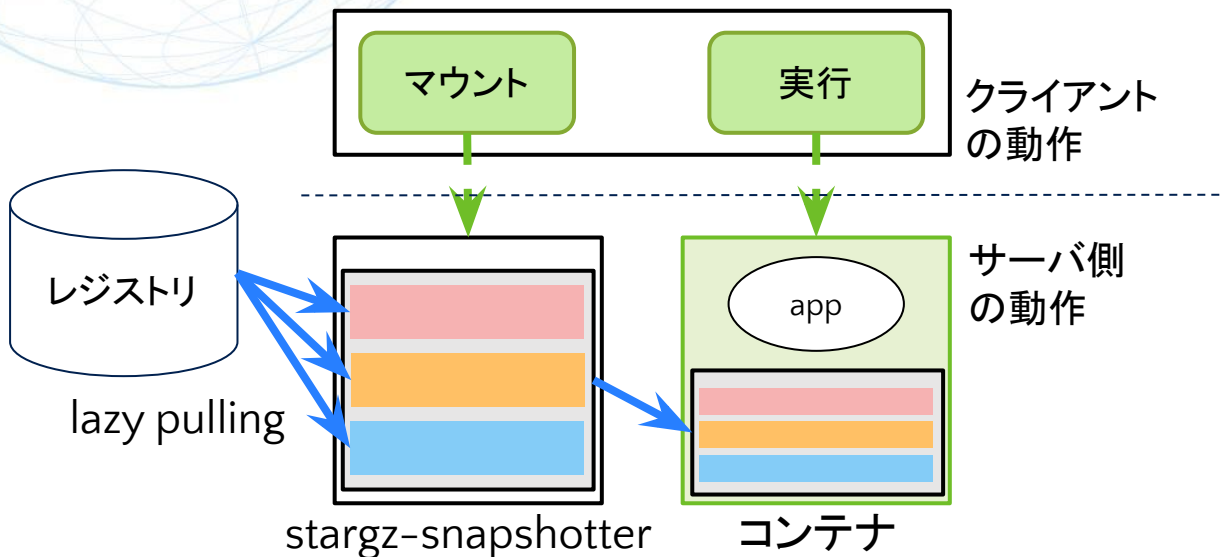 マウント
実行
クライアント
の動作
レジストリ
サーバ側
の動作
app
lazy pulling
stargz-snapshotter
コンテナ